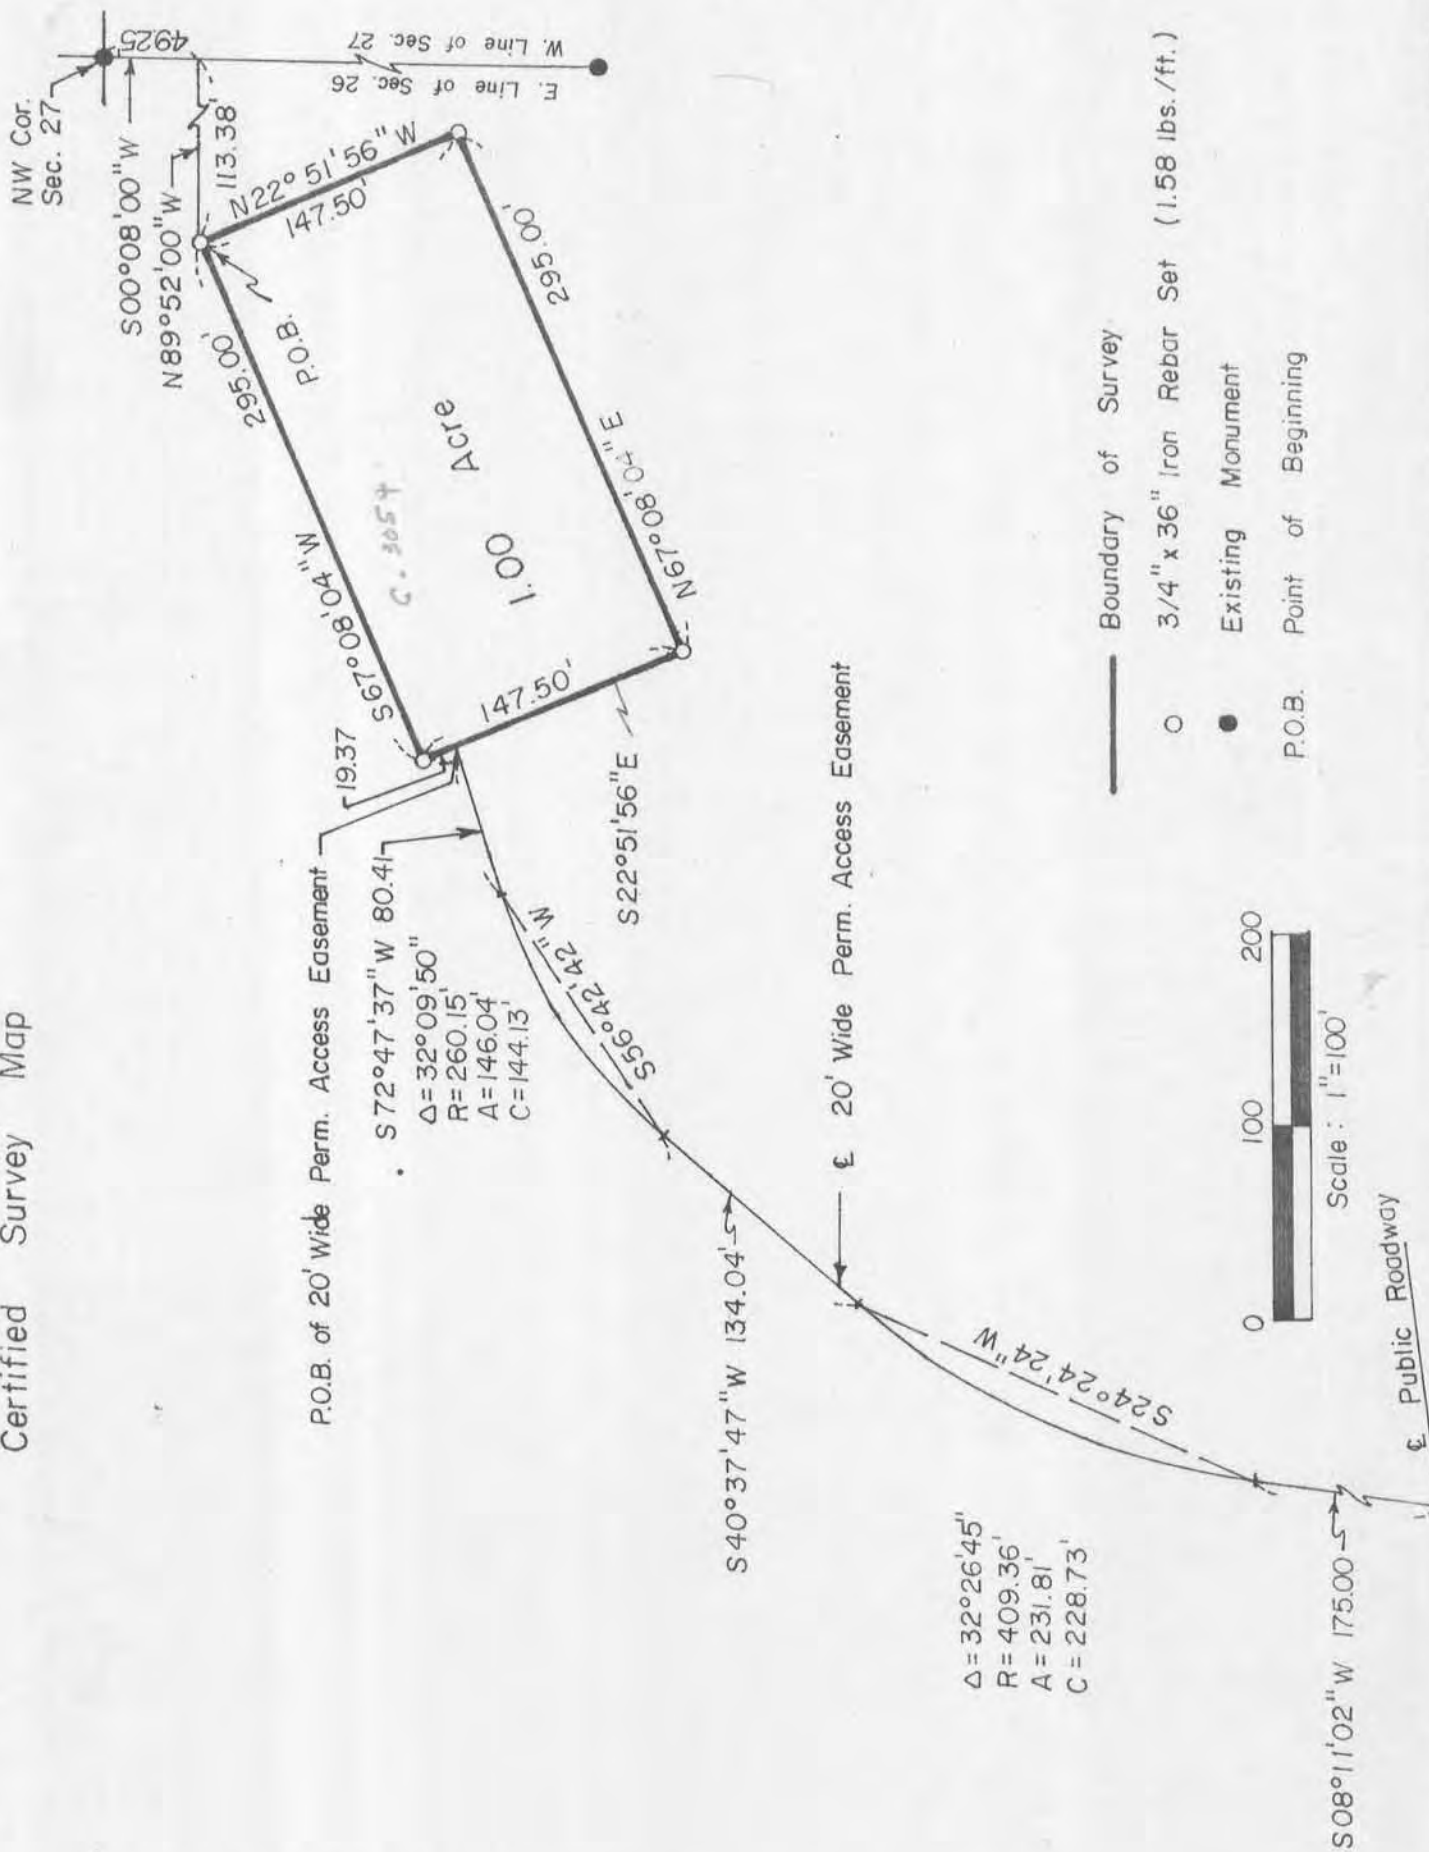 Certified Survey Map
NW Cor.
Sec. 27
S00°08'00"W
N89°52'00"W
49.25
113.38'
E. Line of Sec. 26
W. Line of Sec. 27
N22°51'56"W
147.50'
295.00'
P.O.B.
S67°08'04"W
C. 3054
1.00 Acre
295.00'
N67°08'04"E
147.50'
S22°51'56"E
19.37
P.O.B. of 20' Wide Perm. Access Easement
S72°47'37"W 80.41
Δ=32°09'50"
R=260.15'
A=146.04'
C=144.13'
S56°42'42"W
S40°37'47"W 134.04'
℄ 20' Wide Perm. Access Easement
S24°24'24"W
Δ=32°26'45"
R=409.36'
A=231.81'
C=228.73'
S08°11'02"W 175.00
℄ Public Roadway
0 100 200
Scale: 1"=100'
Boundary of Survey
3/4" x 36" Iron Rebar Set (1.58 lbs./ft.)
Existing Monument
P.O.B. Point of Beginning